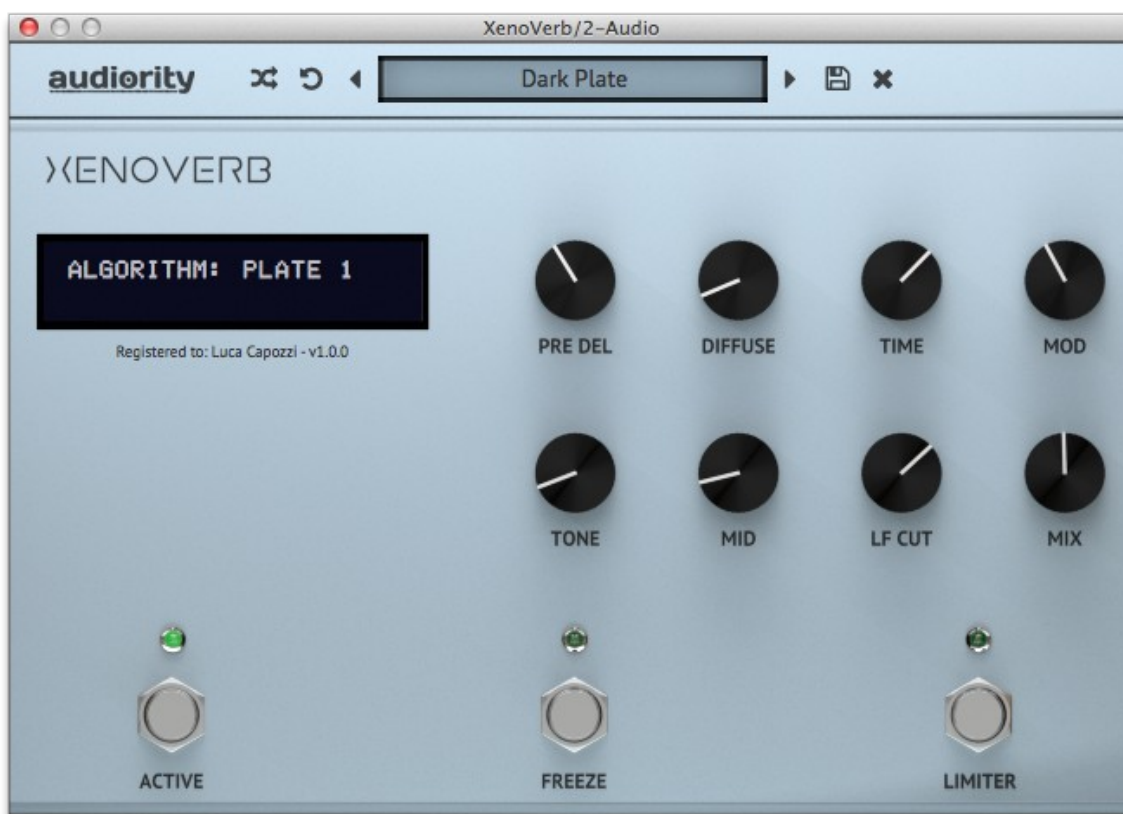 XenoVerb/2-Audio
audiority
Dark Plate
XENOVERB
ALGORITHM: PLATE 1
Registered to: Luca Capozzi - v1.0.0
PRE DEL DIFFUSE TIME MOD
TONE MID LF CUT MIX
ACTIVE FREEZE LIMITER